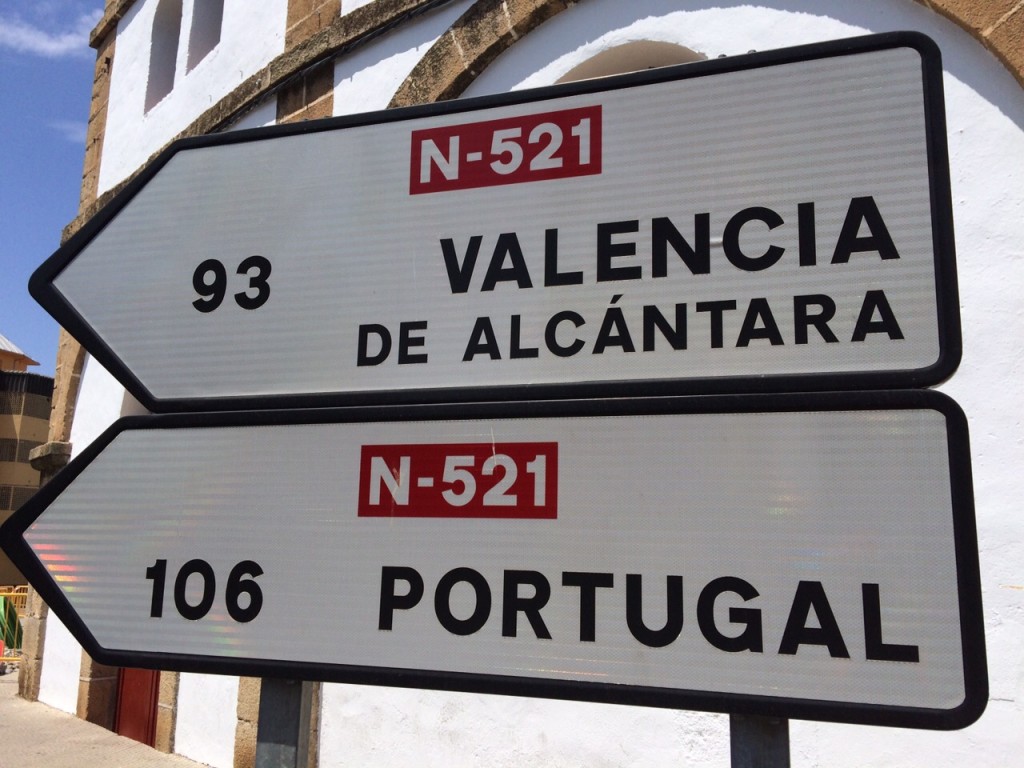 N-521
93 VALENCIA
DE ALCÁNTARA
N-521
106 PORTUGAL